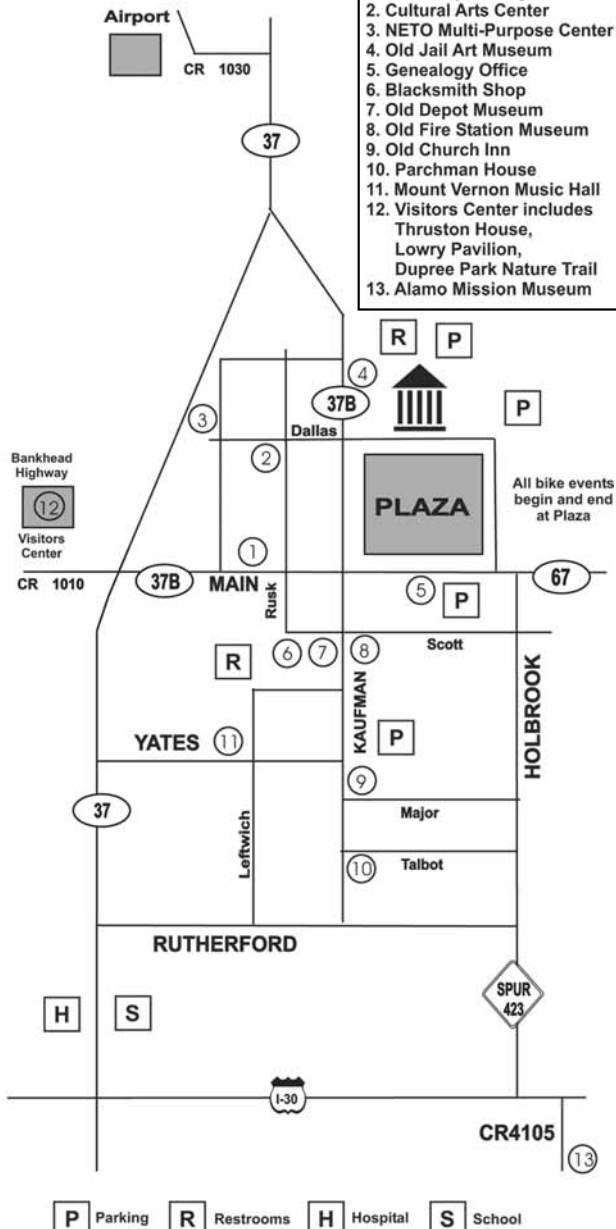 Airport
CR 1030
37
2. Cultural Arts Center
3. NETO Multi-Purpose Center
4. Old Jail Art Museum
5. Genealogy Office
6. Blacksmith Shop
7. Old Depot Museum
8. Old Fire Station Museum
9. Old Church Inn
10. Parchman House
11. Mount Vernon Music Hall
12. Visitors Center includes
Thruston House,
Lowry Pavilion,
Dupree Park Nature Trail
13. Alamo Mission Museum
R
P
4
37B
3
P
Dallas
2
Bankhead
Highway
12
Visitors
Center
PLAZA
All bike events
begin and end
at Plaza
1
CR 1010
37B
MAIN
Rusk
5
P
67
6
7
8
Scott
R
KAUFMAN
HOLBROOK
YATES
11
P
9
37
Leftwich
Major
10
Talbot
RUTHERFORD
H
S
SPUR
423
I-30
CR4105
13
P Parking
R Restrooms
H Hospital
S School